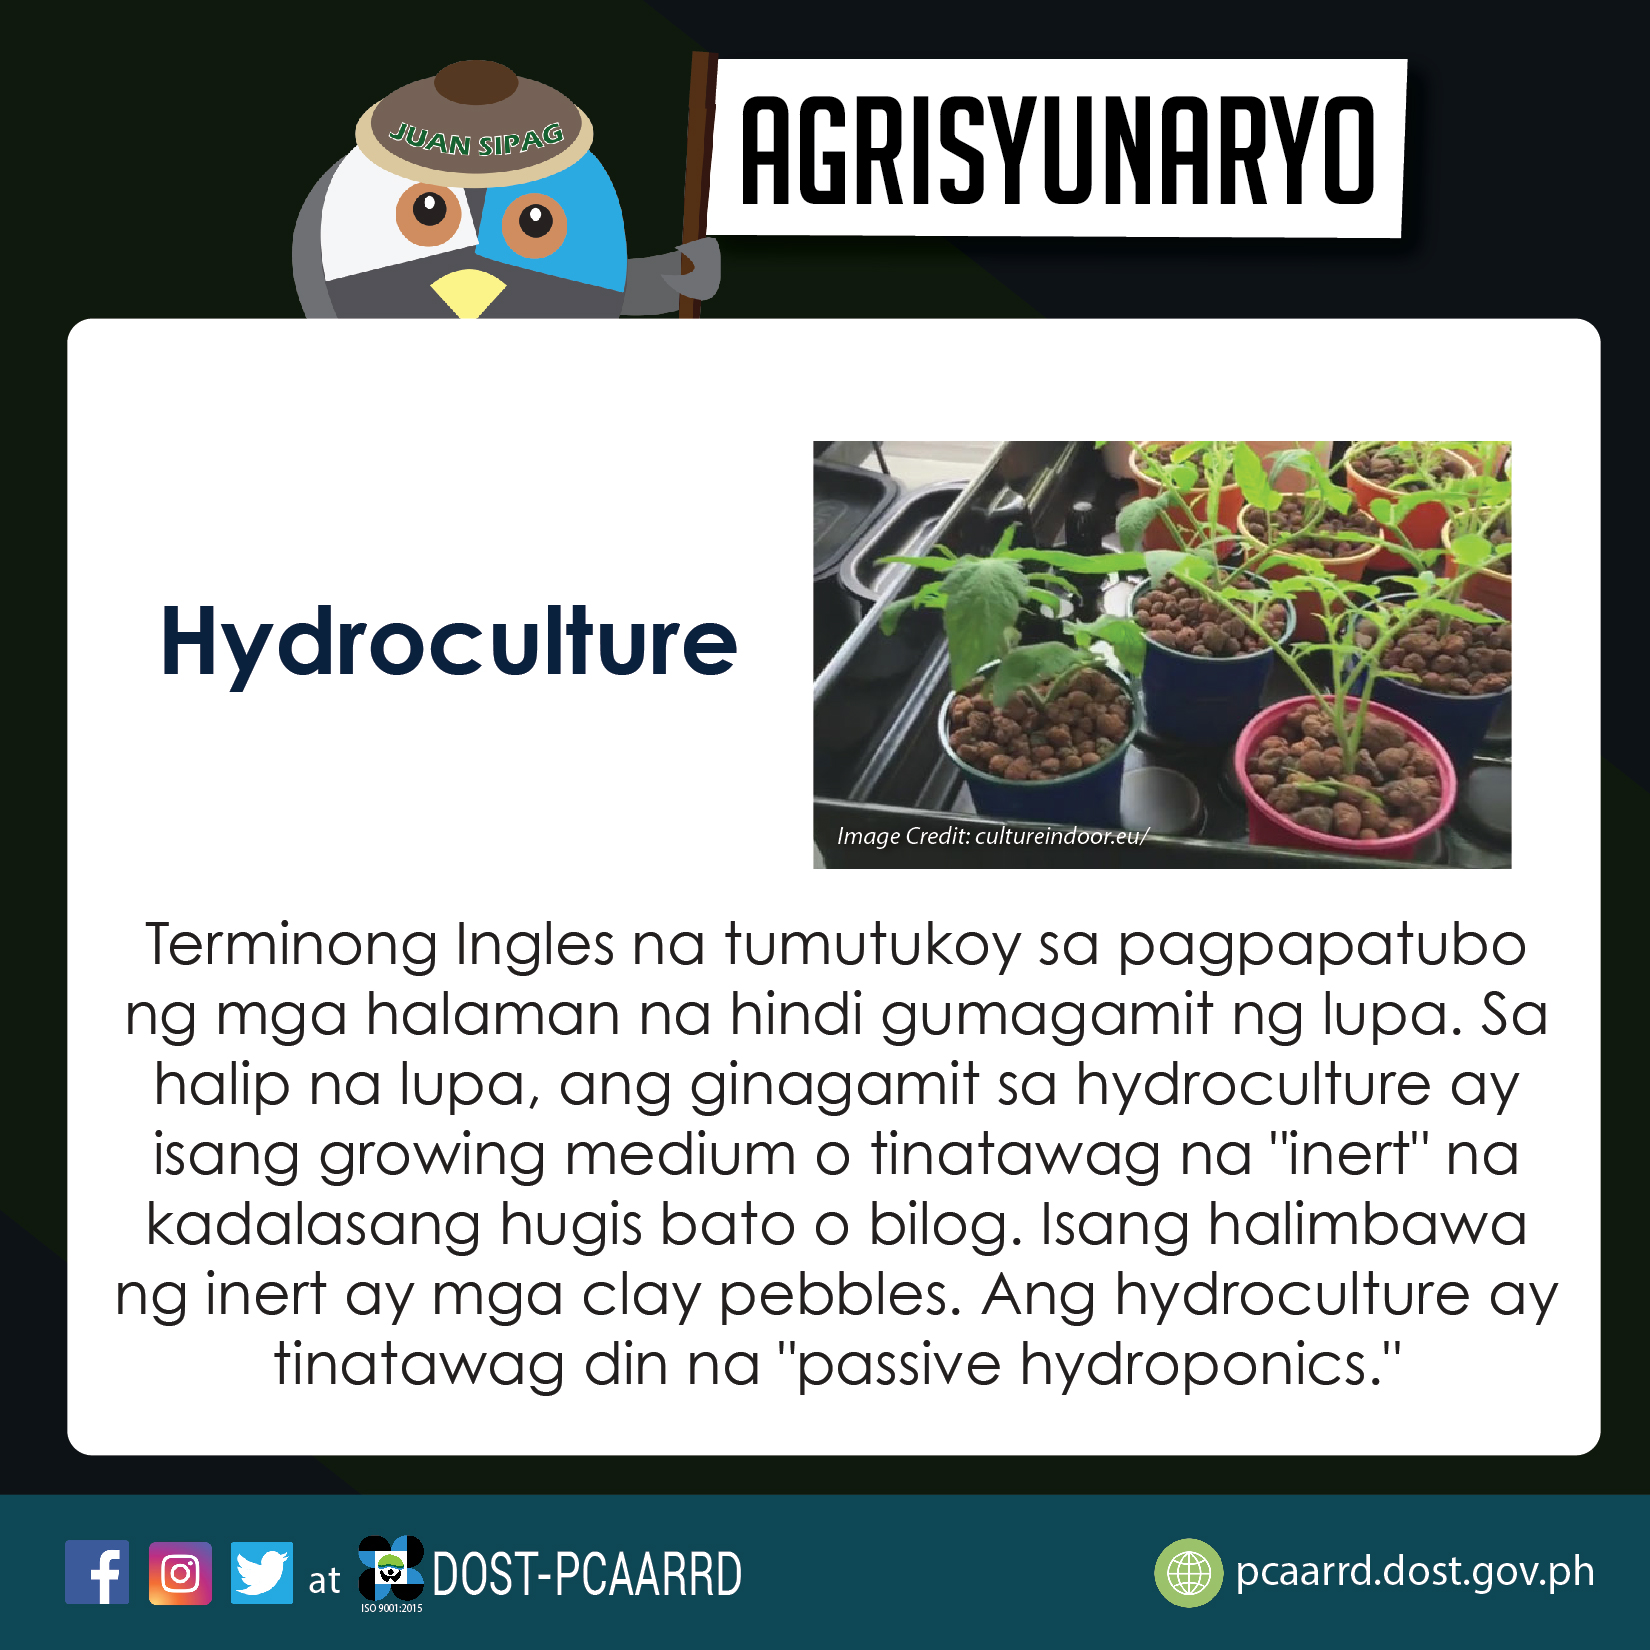 JUAN SIPAG
AGRISYUNARYO
Hydroculture
Image Credit: cultureindoor.eu/
Terminong Ingles na tumutukoy sa pagpapatubo
ng mga halaman na hindi gumagamit ng lupa. Sa
halip na lupa, ang ginagamit sa hydroculture ay
isang growing medium o tinatawag na "inert" na
kadalasang hugis bato o bilog. Isang halimbawa
ng inert ay mga clay pebbles. Ang hydroculture ay
tinatawag din na "passive hydroponics."
at DOST-PCAARRD
ISO 9001:2015
pcaarrd.dost.gov.ph